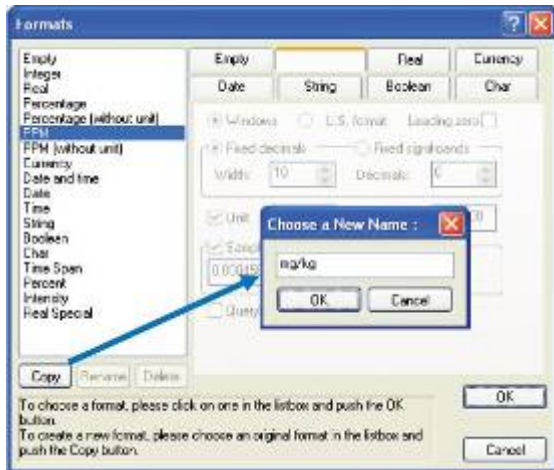 Formats
Empty
Integer
Real
Percentage
Percentage (without unit)
PPM
PPM (without unit)
Currency
Date and time
Date
Time
String
Boolean
Char
Time Span
Percent
Intensity
Real Special
Copy Rename Delete
Empty Real Currency
Date String Boolean Char
Windows U.S. format Leading zero
Fixed decimals Fixed significands
Width: 10 Decimals: 6
Unit
0
Choose a New Name :
mg/kg
OK Cancel
Query
To choose a format, please click on one in the listbox and push the OK
button.
To create a new format, please choose an original format in the listbox and
push the Copy button.
OK
Cancel